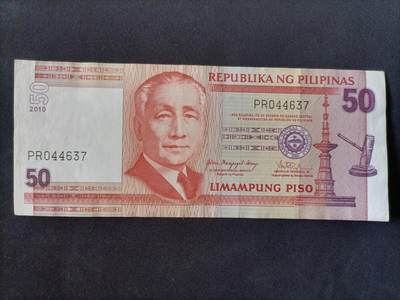 50
2010
REPUBLIKA NG PILIPINAS
PR044637
50
PR044637
50
LIMAMPUNG PISO